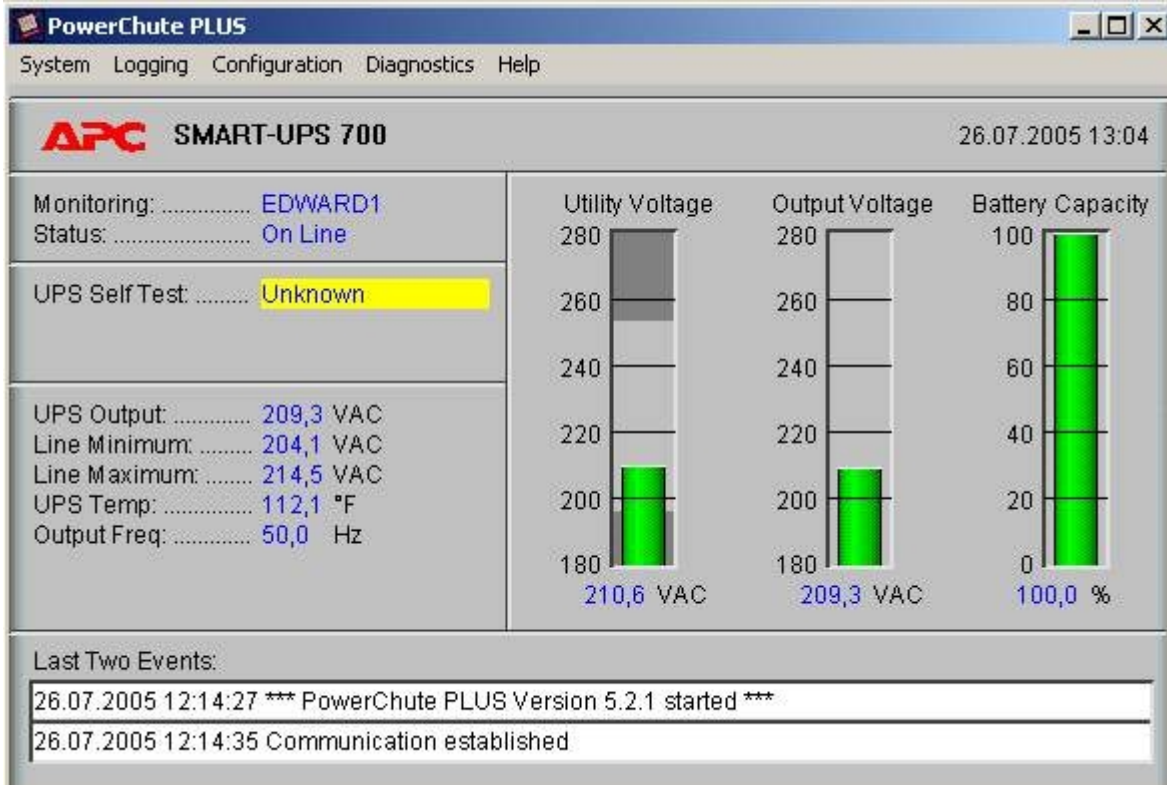 PowerChute PLUS
System Logging Configuration Diagnostics Help
APC SMART-UPS 700 26.07.2005 13:04
Monitoring: .............. EDWARD1
Status: ...................... On Line
UPS Self Test: ......... Unknown
UPS Output: ............. 209,3 VAC
Line Minimum: ......... 204,1 VAC
Line Maximum: ........ 214,5 VAC
UPS Temp: ............... 112,1 °F
Output Freq: ............. 50,0 Hz
Utility Voltage
280
260
240
220
200
180
210,6 VAC
Output Voltage
280
260
240
220
200
180
209,3 VAC
Battery Capacity
100
80
60
40
20
0
100,0 %
Last Two Events:
26.07.2005 12:14:27 *** PowerChute PLUS Version 5.2.1 started ***
26.07.2005 12:14:35 Communication established